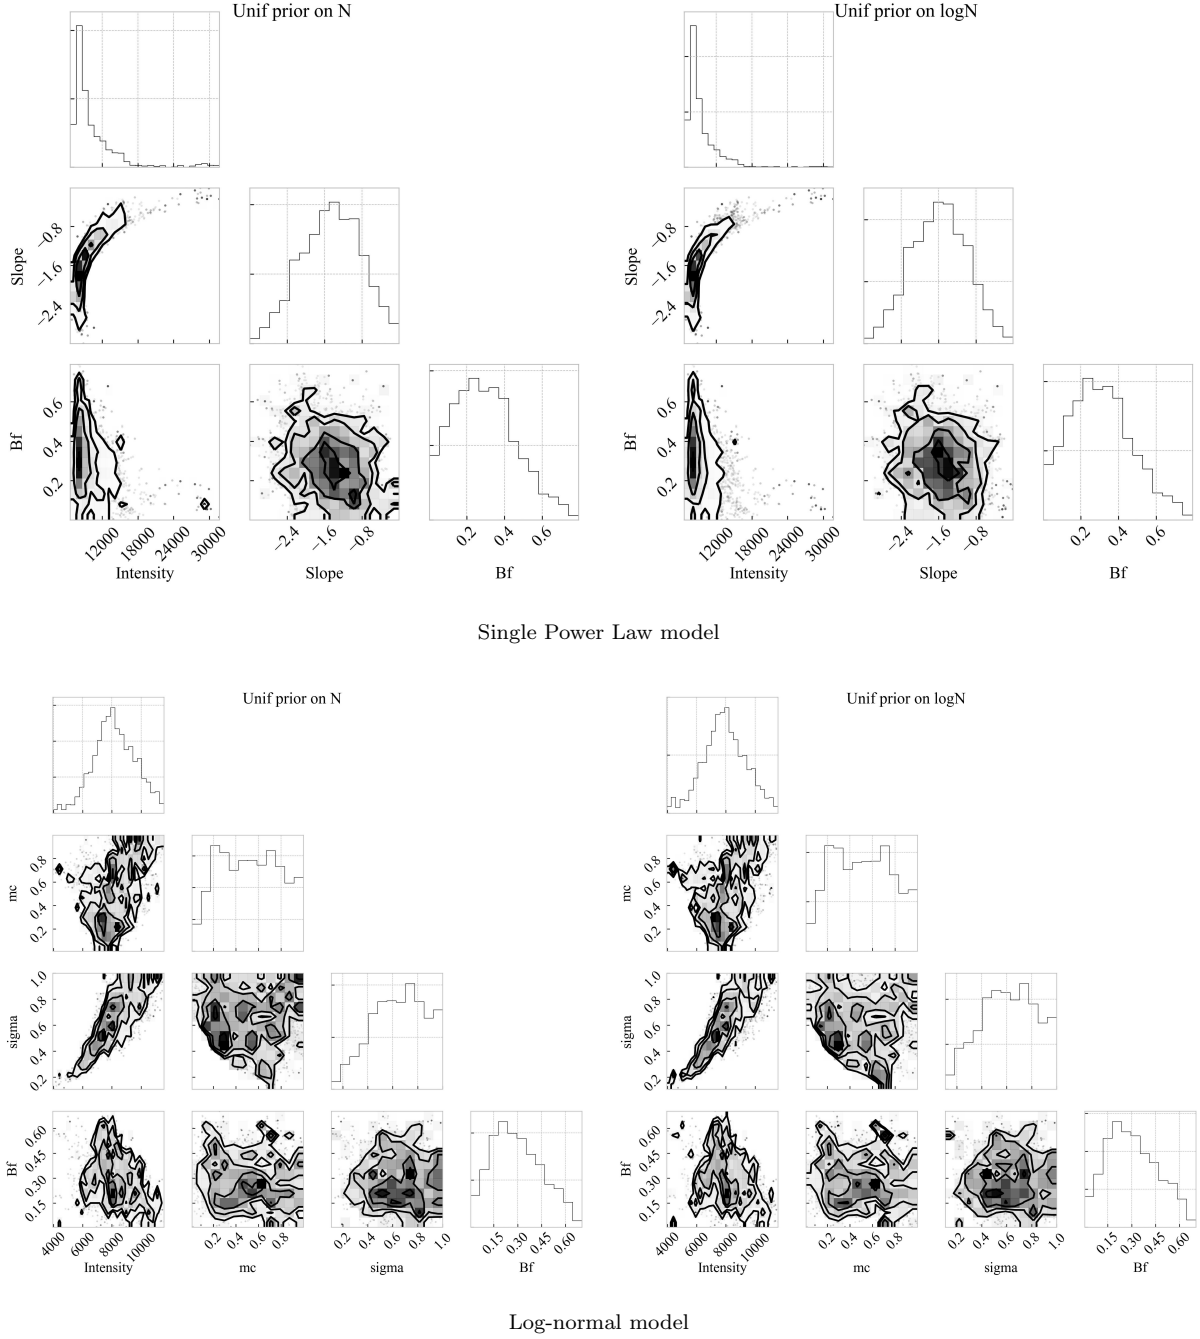 Unif prior on N
Unif prior on logN
Slope
−0.8
−1.6
−2.4
Slope
−0.8
−1.6
−2.4
Bf
0.6
0.4
0.2
Bf
0.6
0.4
0.2
12000 18000 24000 30000
−2.4 −1.6 −0.8
0.2 0.4 0.6
12000 18000 24000 30000
−2.4 −1.6 −0.8
0.2 0.4 0.6
Intensity Slope Bf
Intensity Slope Bf
Single Power Law model
Unif prior on N
Unif prior on logN
mc
0.8
0.6
0.4
0.2
mc
0.8
0.6
0.4
0.2
sigma
1.0
0.8
0.6
0.4
0.2
sigma
1.0
0.8
0.6
0.4
0.2
Bf
0.60
0.45
0.30
0.15
Bf
0.60
0.45
0.30
0.15
4000 6000 8000 10000
0.2 0.4 0.6 0.8
0.2 0.4 0.6 0.8 1.0
0.15 0.30 0.45 0.60
4000 6000 8000 10000
0.2 0.4 0.6 0.8
0.2 0.4 0.6 0.8 1.0
0.15 0.30 0.45 0.60
Intensity mc sigma Bf
Intensity mc sigma Bf
Log-normal model